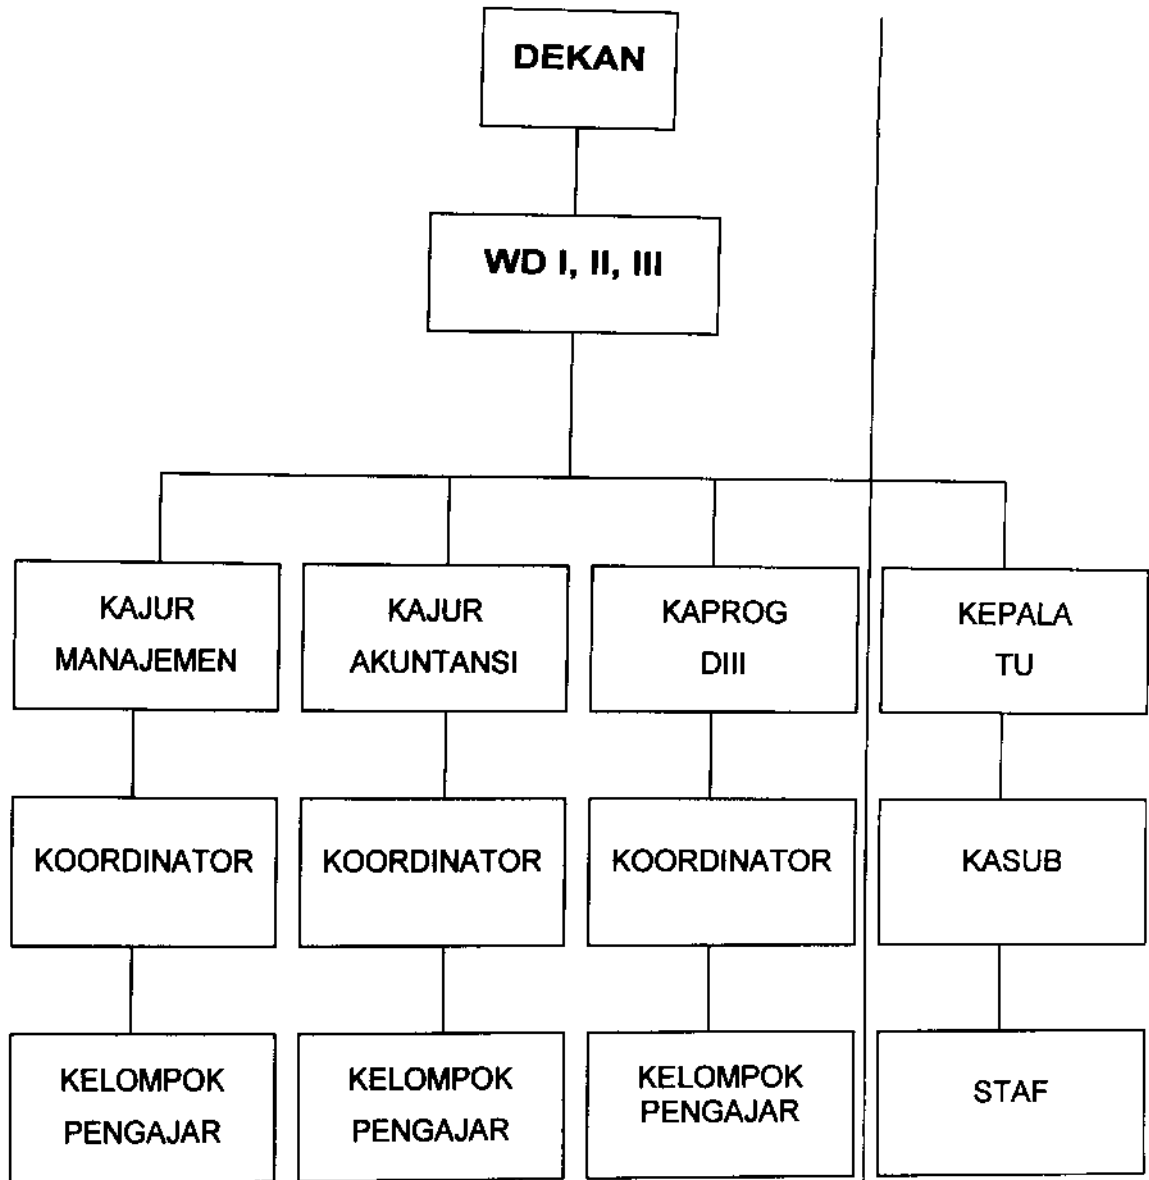 DEKAN
WD I, II, III
KAJUR
MANAJEMEN
KAJUR
AKUNTANSI
KAPROG
DIII
KEPALA
TU
KOORDINATOR
KOORDINATOR
KOORDINATOR
KASUB
KELOMPOK
PENGAJAR
KELOMPOK
PENGAJAR
KELOMPOK
PENGAJAR
STAF